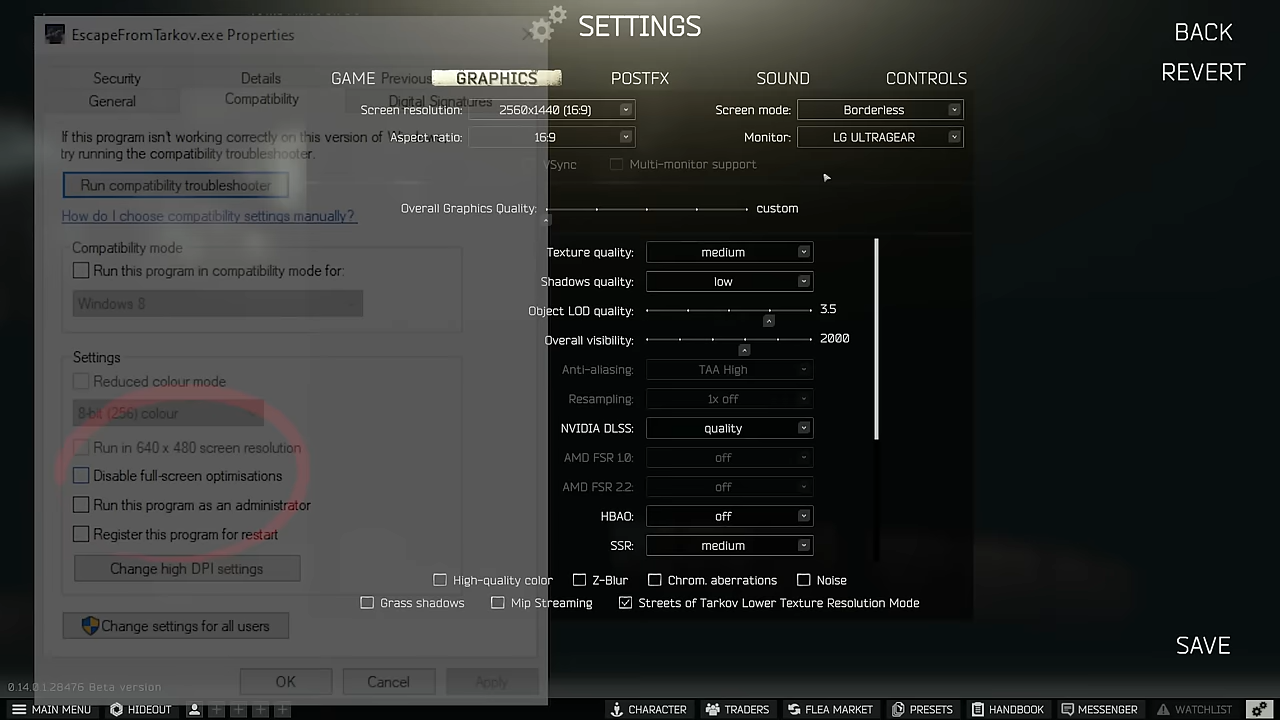 EscapeFromTarkov.exe Properties
Security
Details
Previous
General
Compatibility
Digital Signatures
If this program isn't working correctly on this version of
try running the compatibility troubleshooter.
Run compatibility troubleshooter
How do I choose compatibility settings manually?
Compatibility mode
Run this program in compatibility mode for:
Windows 8
Settings
Reduced colour mode
8-bit (256) colour
Run in 640 x 480 screen resolution
Disable full-screen optimisations
Run this program as an administrator
Register this program for restart
Change high DPI settings
Change settings for all users
OK
Cancel
Apply
SETTINGS
BACK
REVERT
GAME
GRAPHICS
POSTFX
SOUND
CONTROLS
Screen resolution: 2560x1440 (16:9)
Screen mode: Borderless
Aspect ratio: 16:9
Monitor: LG ULTRAGEAR
VSync
Multi-monitor support
Overall Graphics Quality: custom
Texture quality: medium
Shadows quality: low
Object LOD quality: 3.5
Overall visibility: 2000
Anti-aliasing: TAA High
Resampling: 1x off
NVIDIA DLSS: quality
AMD FSR 1.0: off
AMD FSR 2.2: off
HBAO: off
SSR: medium
High-quality color
Z-Blur
Chrom. aberrations
Noise
Grass shadows
Mip Streaming
Streets of Tarkov Lower Texture Resolution Mode
SAVE
0.14.0.1.28476 Beta version
MAIN MENU
HIDEOUT
CHARACTER
TRADERS
FLEA MARKET
PRESETS
HANDBOOK
MESSENGER
WATCHLIST